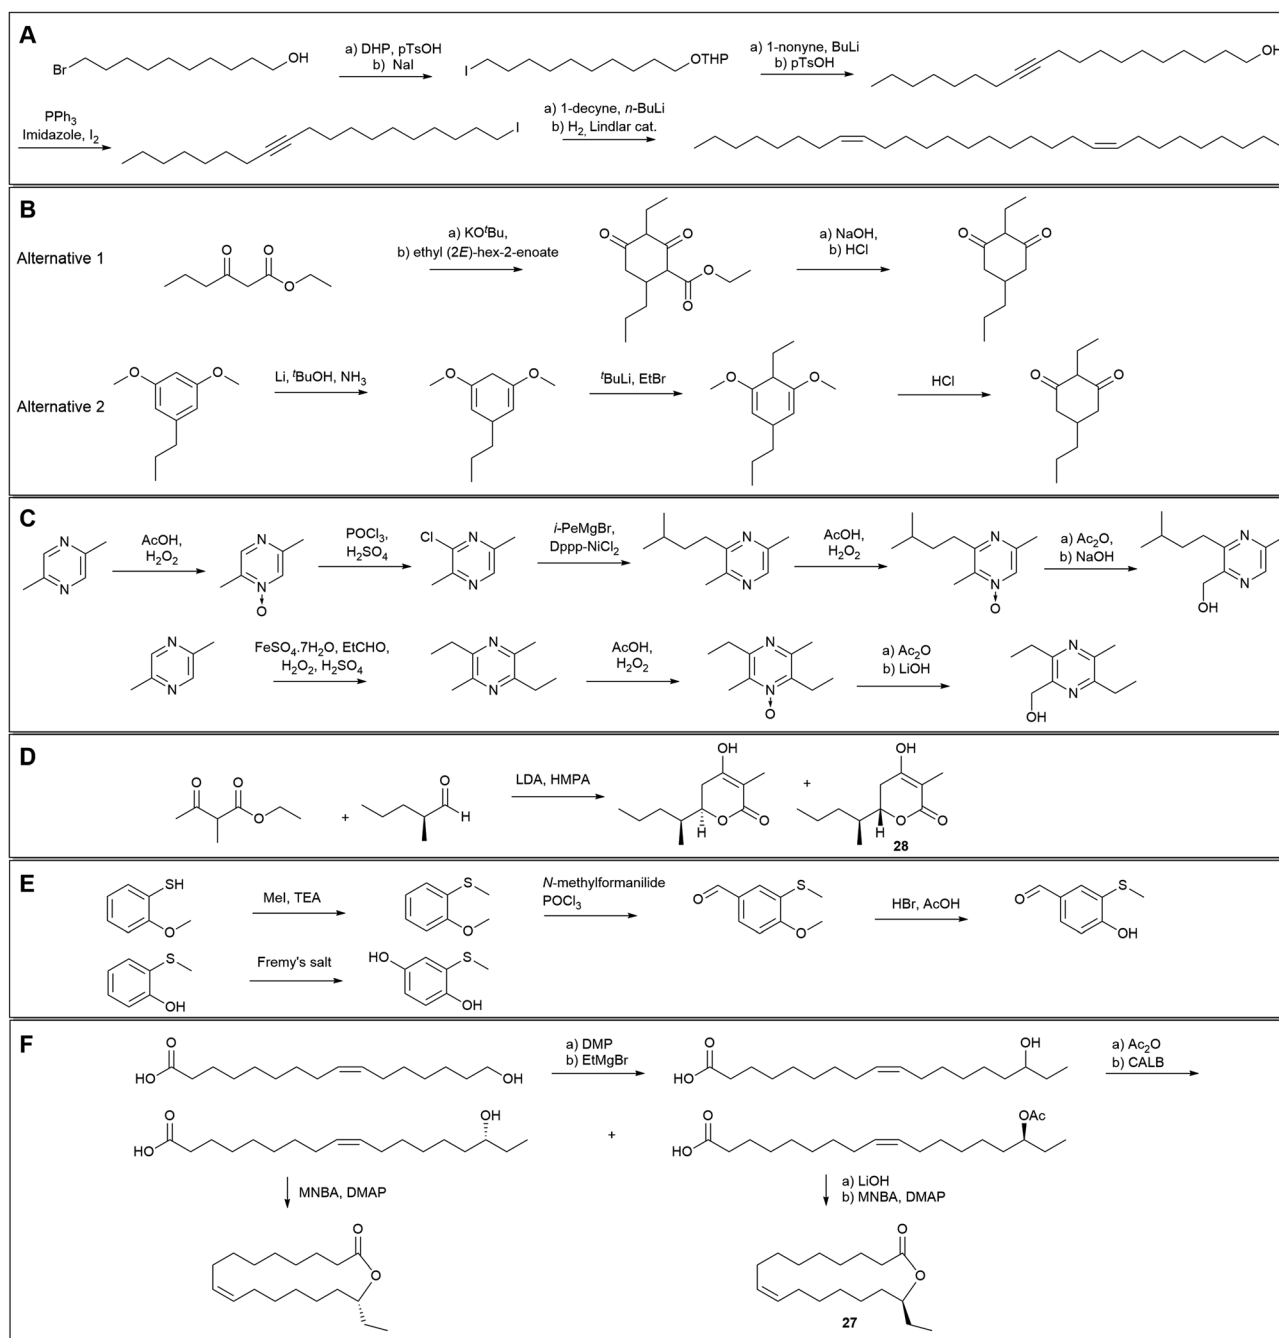 A
Br
OH
a) DHP, pTsOH
b) NaI
I
OTHP
a) 1-nonyne, BuLi
b) pTsOH
OH
PPh3
Imidazole, I2
I
a) 1-decyne, n-BuLi
b) H2, Lindlar cat.
B
Alternative 1
O O
O
a) KOtBu,
b) ethyl (2E)-hex-2-enoate
O O
O
O
a) NaOH,
b) HCl
O O
Alternative 2
O O
Li, tBuOH, NH3
O O
tBuLi, EtBr
O O
HCl
O O
C
N
N
AcOH,
H2O2
N
N
O
POCl3,
H2SO4
Cl
N
N
i-PeMgBr,
Dppp-NiCl2
N
N
AcOH,
H2O2
N
N
O
a) Ac2O,
b) NaOH
N
N
OH
N
N
FeSO4.7H2O, EtCHO,
H2O2, H2SO4
N
N
AcOH,
H2O2
N
N
O
a) Ac2O
b) LiOH
N
N
OH
D
O O
O
+
O
H
LDA, HMPA
OH
H
O
O
+
OH
H
O
O
28
E
SH
O
MeI, TEA
S
O
N-methylformanilide
POCl3
O
S
O
HBr, AcOH
O
S
OH
S
OH
Fremy's salt
HO
S
OH
F
O
HO
OH
a) DMP
b) EtMgBr
O
HO
OH
a) Ac2O
b) CALB
O
HO
OH
+
O
HO
OAc
MNBA, DMAP
a) LiOH
b) MNBA, DMAP
O
O
O
O
27